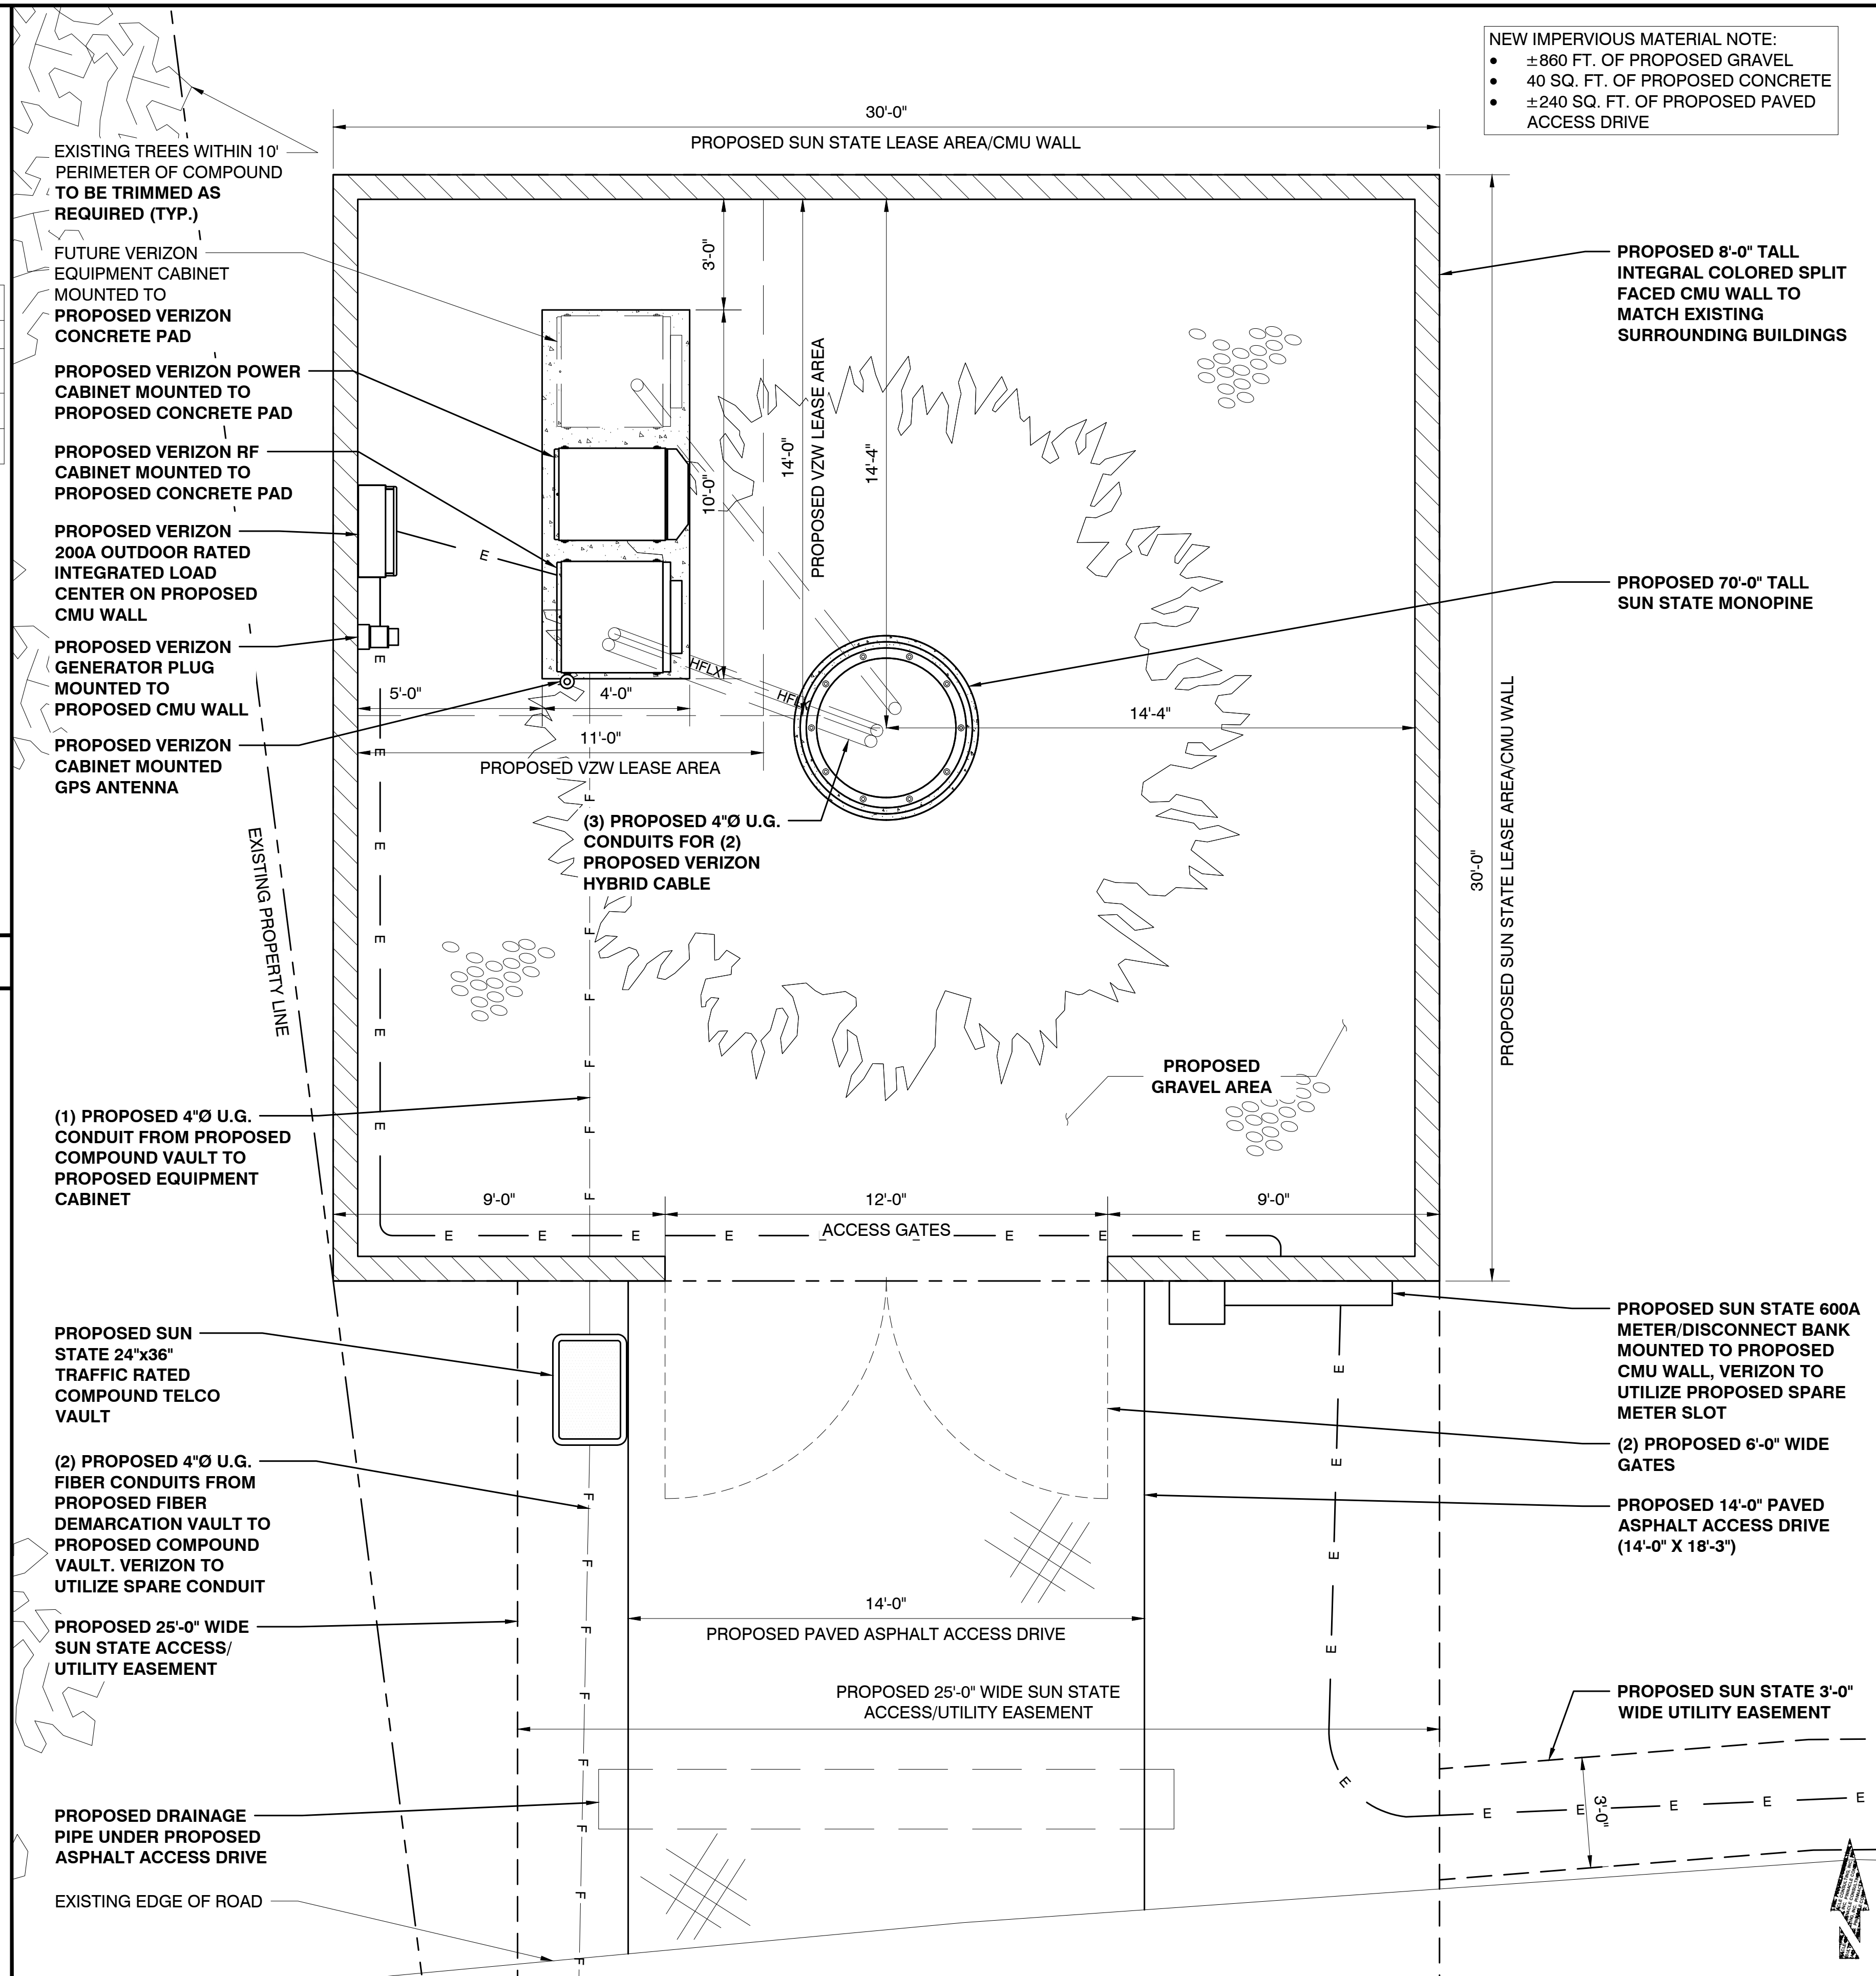 NEW IMPERVIOUS MATERIAL NOTE:
• ±860 FT. OF PROPOSED GRAVEL
• 40 SQ. FT. OF PROPOSED CONCRETE
• ±240 SQ. FT. OF PROPOSED PAVED
ACCESS DRIVE
30'-0"
PROPOSED SUN STATE LEASE AREA/CMU WALL
EXISTING TREES WITHIN 10'
PERIMETER OF COMPOUND
TO BE TRIMMED AS
REQUIRED (TYP.)
FUTURE VERIZON
EQUIPMENT CABINET
MOUNTED TO
PROPOSED VERIZON
CONCRETE PAD
PROPOSED VERIZON POWER
CABINET MOUNTED TO
PROPOSED CONCRETE PAD
PROPOSED VERIZON RF
CABINET MOUNTED TO
PROPOSED CONCRETE PAD
PROPOSED VERIZON
200A OUTDOOR RATED
INTEGRATED LOAD
CENTER ON PROPOSED
CMU WALL
PROPOSED VERIZON
GENERATOR PLUG
MOUNTED TO
PROPOSED CMU WALL
PROPOSED VERIZON
CABINET MOUNTED
GPS ANTENNA
EXISTING PROPERTY LINE
(1) PROPOSED 4"Ø U.G.
CONDUIT FROM PROPOSED
COMPOUND VAULT TO
PROPOSED EQUIPMENT
CABINET
PROPOSED SUN
STATE 24"x36"
TRAFFIC RATED
COMPOUND TELCO
VAULT
(2) PROPOSED 4"Ø U.G.
FIBER CONDUITS FROM
PROPOSED FIBER
DEMARCATION VAULT TO
PROPOSED COMPOUND
VAULT. VERIZON TO
UTILIZE SPARE CONDUIT
PROPOSED 25'-0" WIDE
SUN STATE ACCESS/
UTILITY EASEMENT
PROPOSED DRAINAGE
PIPE UNDER PROPOSED
ASPHALT ACCESS DRIVE
EXISTING EDGE OF ROAD
3'-0"
10'-0"
14'-0"
PROPOSED VZW LEASE AREA
14'-4"
14'-4"
5'-0"
4'-0"
11'-0"
PROPOSED VZW LEASE AREA
HFLX
HFLX
(3) PROPOSED 4"Ø U.G.
CONDUITS FOR (2)
PROPOSED VERIZON
HYBRID CABLE
PROPOSED
GRAVEL AREA
9'-0"
12'-0"
9'-0"
ACCESS GATES
14'-0"
PROPOSED PAVED ASPHALT ACCESS DRIVE
PROPOSED 25'-0" WIDE SUN STATE
ACCESS/UTILITY EASEMENT
30'-0"
PROPOSED SUN STATE LEASE AREA/CMU WALL
PROPOSED 8'-0" TALL
INTEGRAL COLORED SPLIT
FACED CMU WALL TO
MATCH EXISTING
SURROUNDING BUILDINGS
PROPOSED 70'-0" TALL
SUN STATE MONOPINE
PROPOSED SUN STATE 600A
METER/DISCONNECT BANK
MOUNTED TO PROPOSED
CMU WALL, VERIZON TO
UTILIZE PROPOSED SPARE
METER SLOT
(2) PROPOSED 6'-0" WIDE
GATES
PROPOSED 14'-0" PAVED
ASPHALT ACCESS DRIVE
(14'-0" X 18'-3")
PROPOSED SUN STATE 3'-0"
WIDE UTILITY EASEMENT
3'-0"